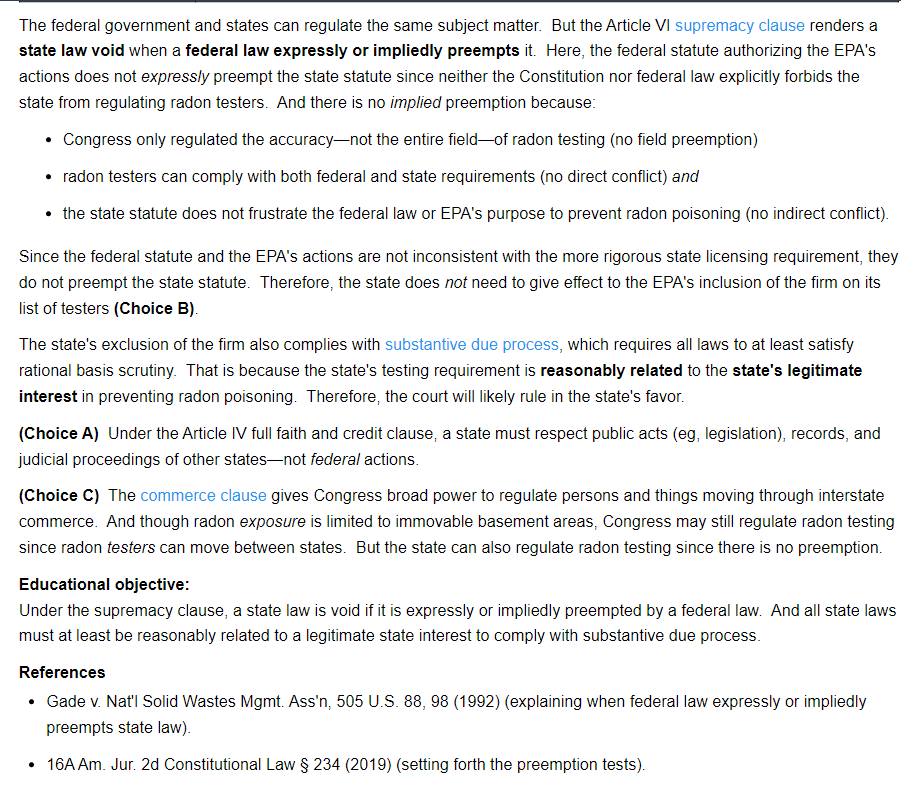 The federal government and states can regulate the same subject matter.  But the Article VI supremacy clause renders a
state law void when a federal law expressly or impliedly preempts it.  Here, the federal statute authorizing the EPA's
actions does not expressly preempt the state statute since neither the Constitution nor federal law explicitly forbids the
state from regulating radon testers.  And there is no implied preemption because:
• Congress only regulated the accuracy—not the entire field—of radon testing (no field preemption)
• radon testers can comply with both federal and state requirements (no direct conflict) and
• the state statute does not frustrate the federal law or EPA's purpose to prevent radon poisoning (no indirect conflict).
Since the federal statute and the EPA's actions are not inconsistent with the more rigorous state licensing requirement, they
do not preempt the state statute.  Therefore, the state does not need to give effect to the EPA's inclusion of the firm on its
list of testers (Choice B).
The state's exclusion of the firm also complies with substantive due process, which requires all laws to at least satisfy
rational basis scrutiny.  That is because the state's testing requirement is reasonably related to the state's legitimate
interest in preventing radon poisoning.  Therefore, the court will likely rule in the state's favor.
(Choice A)  Under the Article IV full faith and credit clause, a state must respect public acts (eg, legislation), records, and
judicial proceedings of other states—not federal actions.
(Choice C)  The commerce clause gives Congress broad power to regulate persons and things moving through interstate
commerce.  And though radon exposure is limited to immovable basement areas, Congress may still regulate radon testing
since radon testers can move between states.  But the state can also regulate radon testing since there is no preemption.
Educational objective:
Under the supremacy clause, a state law is void if it is expressly or impliedly preempted by a federal law.  And all state laws
must at least be reasonably related to a legitimate state interest to comply with substantive due process.
References
• Gade v. Nat'l Solid Wastes Mgmt. Ass'n, 505 U.S. 88, 98 (1992) (explaining when federal law expressly or impliedly
preempts state law).
• 16A Am. Jur. 2d Constitutional Law § 234 (2019) (setting forth the preemption tests).